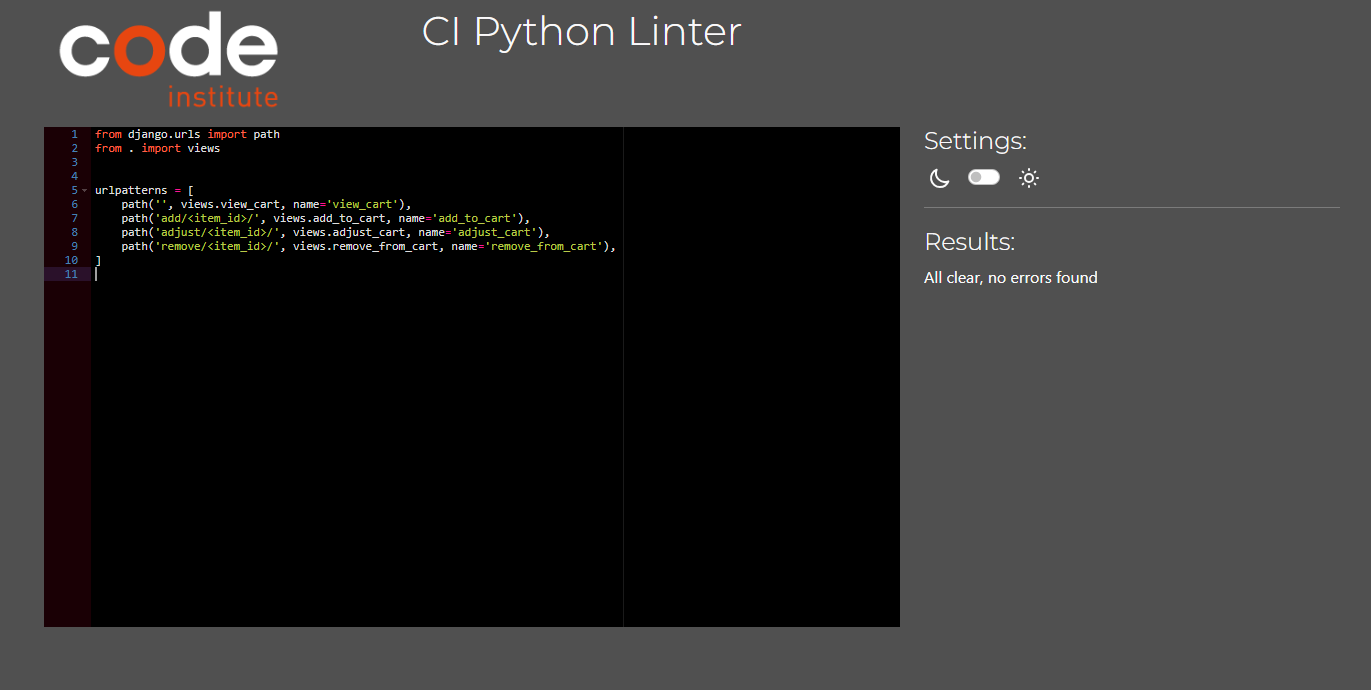 code
institute
CI Python Linter
1 from django.urls import path
2 from . import views
3
4
5 urlpatterns = [
6     path('', views.view_cart, name='view_cart'),
7     path('add/<item_id>/', views.add_to_cart, name='add_to_cart'),
8     path('adjust/<item_id>/', views.adjust_cart, name='adjust_cart'),
9     path('remove/<item_id>/', views.remove_from_cart, name='remove_from_cart'),
10 ]
11
Settings:
Results:
All clear, no errors found